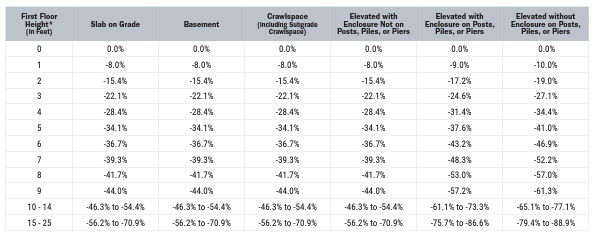 First Floor Height* (In Feet) | Slab on Grade | Basement | Crawlspace (Including Subgrade Crawlspace) | Elevated with Enclosure Not on Posts, Piles, or Piers | Elevated with Enclosure on Posts, Piles, or Piers | Elevated without Enclosure on Posts, Piles, or Piers
0 | 0.0% | 0.0% | 0.0% | 0.0% | 0.0% | 0.0%
1 | -8.0% | -8.0% | -8.0% | -8.0% | -9.0% | -10.0%
2 | -15.4% | -15.4% | -15.4% | -15.4% | -17.2% | -19.0%
3 | -22.1% | -22.1% | -22.1% | -22.1% | -24.6% | -27.1%
4 | -28.4% | -28.4% | -28.4% | -28.4% | -31.4% | -34.4%
5 | -34.1% | -34.1% | -34.1% | -34.1% | -37.6% | -41.0%
6 | -36.7% | -36.7% | -36.7% | -36.7% | -43.2% | -46.9%
7 | -39.3% | -39.3% | -39.3% | -39.3% | -48.3% | -52.2%
8 | -41.7% | -41.7% | -41.7% | -41.7% | -53.0% | -57.0%
9 | -44.0% | -44.0% | -44.0% | -44.0% | -57.2% | -61.3%
10 - 14 | -46.3% to -54.4% | -46.3% to -54.4% | -46.3% to -54.4% | -46.3% to -54.4% | -61.1% to -73.3% | -65.1% to -77.1%
15 - 25 | -56.2% to -70.9% | -56.2% to -70.9% | -56.2% to -70.9% | -56.2% to -70.9% | -75.7% to -86.6% | -79.4% to -88.9%